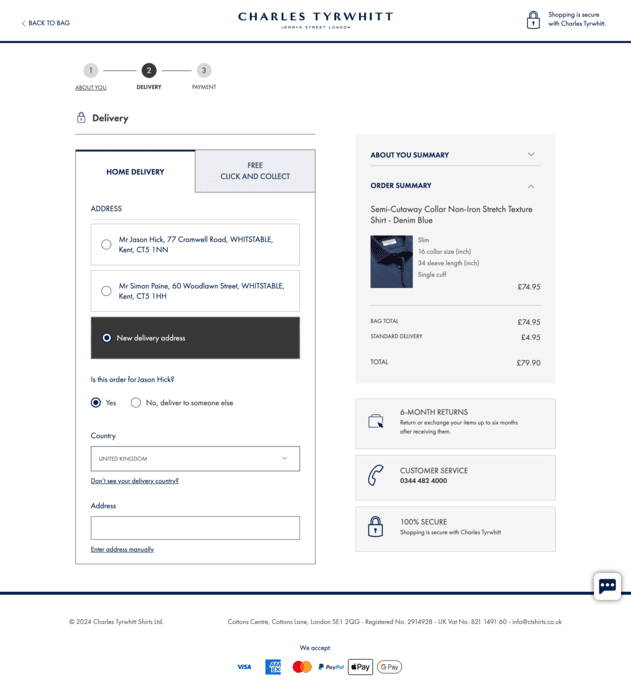 BACK TO BAG
CHARLES TYRWHITT
JERMYN STREET LONDON
Shopping is secure
with Charles Tyrwhitt.
1
2
3
ABOUT YOU
DELIVERY
PAYMENT
Delivery
HOME DELIVERY
FREE
CLICK AND COLLECT
ADDRESS
Mr Jason Hick, 77 Cromwell Road, WHITSTABLE,
Kent, CT5 1NN
Mr Simon Paine, 60 Woodlawn Street, WHITSTABLE,
Kent, CT5 1HH
New delivery address
Is this order for Jason Hick?
Yes
No, deliver to someone else
Country
UNITED KINGDOM
Don't see your delivery country?
Address
Enter address manually
ABOUT YOU SUMMARY
ORDER SUMMARY
Semi-Cutaway Collar Non-Iron Stretch Texture
Shirt - Denim Blue
Slim
16 collar size (inch)
34 sleeve length (inch)
Single cuff
£74.95
BAG TOTAL £74.95
STANDARD DELIVERY £4.95
TOTAL £79.90
6-MONTH RETURNS
Return or exchange your items up to six months
after receiving them.
CUSTOMER SERVICE
0344 482 4000
100% SECURE
Shopping is secure with Charles Tyrwhitt
© 2024 Charles Tyrwhitt Shirts Ltd.
Cottons Centre, Cottons Lane, London SE1 2QG - Registered No. 2914928 - UK Vat No. 821 1491 60 - info@ctshirts.co.uk
We accept:
VISA
AMEX
PayPal
Pay
G Pay